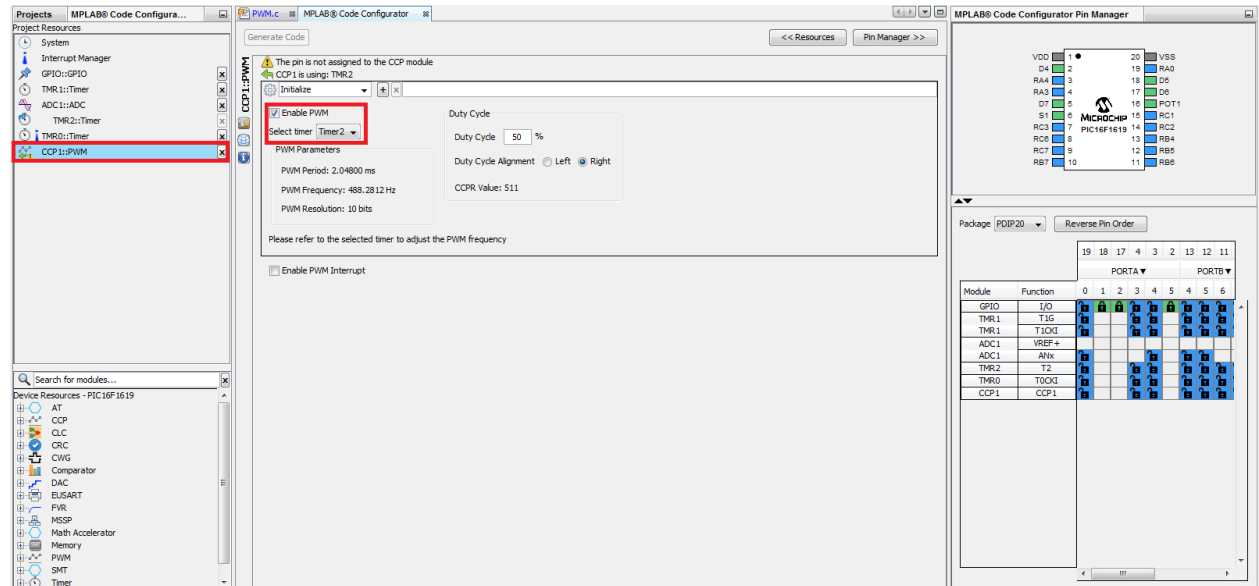 Projects MPLAB® Code Configura...
Project Resources
System
Interrupt Manager
GPIO::GPIO x
TMR1::Timer x
ADC1::ADC x
TMR2::Timer x
TMR0::Timer x
CCP1::PWM x
Search for modules... x
Device Resources - PIC16F1619
AT
CCP
CLC
CRC
CWG
Comparator
DAC
EUSART
FVR
MSSP
Math Accelerator
Memory
PWM
SMT
Timer
PWM.c MPLAB® Code Configurator
Generate Code << Resources Pin Manager >>
CCP1::PWM
The pin is not assigned to the CCP module
CCP1 is using: TMR2
Initialize + x
Enable PWM
Select timer Timer2
PWM Parameters
PWM Period: 2.04800 ms
PWM Frequency: 488.2812 Hz
PWM Resolution: 10 bits
Duty Cycle
Duty Cycle 50 %
Duty Cycle Alignment Left Right
CCPR Value: 511
Please refer to the selected timer to adjust the PWM frequency
Enable PWM Interrupt
MPLAB® Code Configurator Pin Manager
VDD 1 20 VSS
D4 2 19 RA0
RA4 3 18 D5
RA3 4 17 D6
D7 5 16 POT1
S1 6 15 RC1
RC3 7 14 RC2
RC6 8 13 RB4
RC7 9 12 RB5
RB7 10 11 RB6
MICROCHIP
PIC16F1619
Package PDIP20 Reverse Pin Order
19 18 17 4 3 2 13 12 11
PORTA▼ PORTB▼
Module Function 0 1 2 3 4 5 4 5 6
GPIO I/O
TMR1 T1G
TMR1 T1CKI
ADC1 VREF+
ADC1 ANx
TMR2 T2
TMR0 T0CKI
CCP1 CCP1